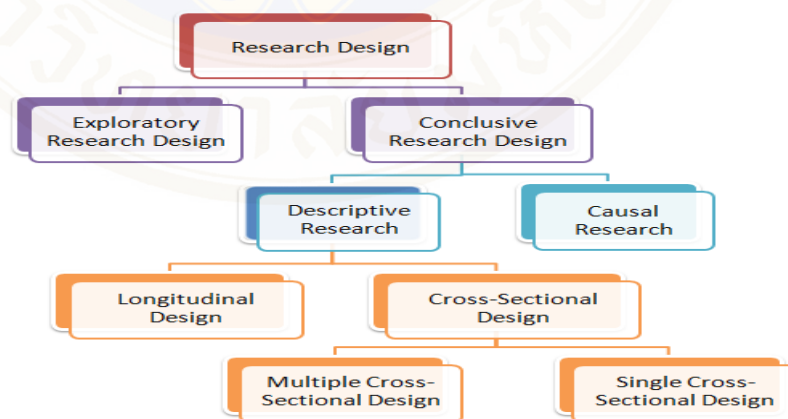 Research Design
Exploratory
Research Design
Conclusive
Research Design
Descriptive
Research
Causal
Research
Longitudinal
Design
Cross-Sectional
Design
Multiple Cross-
Sectional Design
Single Cross-
Sectional Design